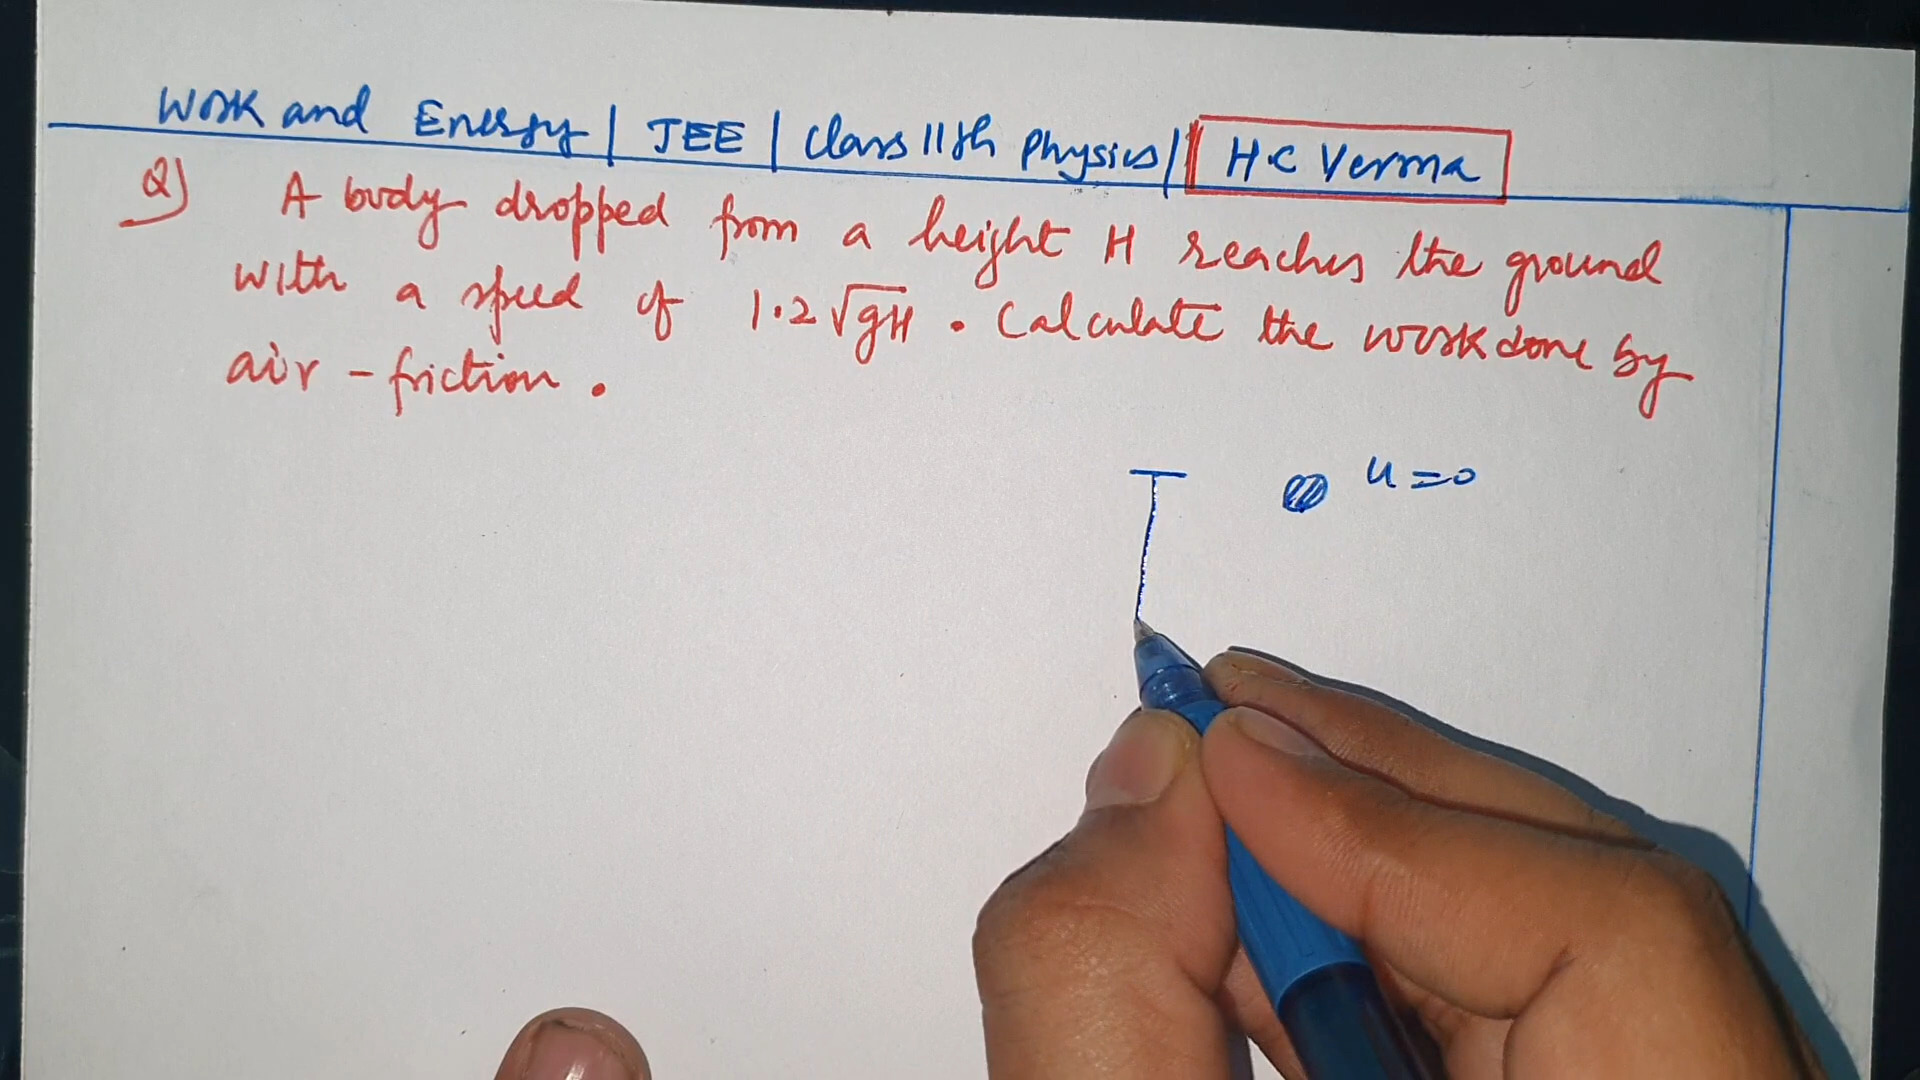 Work and Energy | JEE | Class 11th Physics | H.C Verma
Q) A body dropped from a height H reaches the ground
with a speed of 1.2 √gH . Calculate the work done by
air - friction .
u = 0